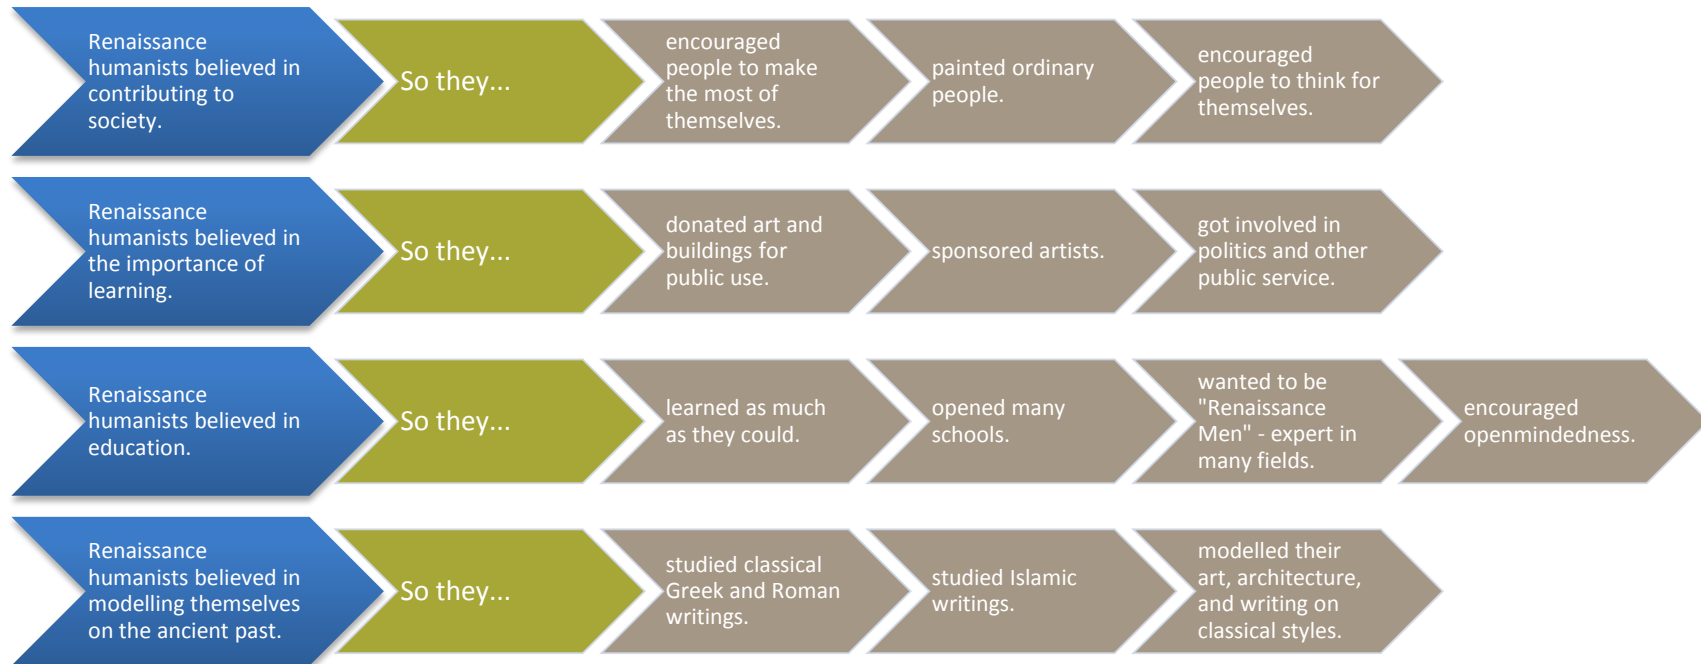 Renaissance
humanists believed in
contributing to
society.
So they...
encouraged
people to make
the most of
themselves.
painted ordinary
people.
encouraged
people to think for
themselves.
Renaissance
humanists believed in
the importance of
learning.
So they...
donated art and
buildings for
public use.
sponsored artists.
got involved in
politics and other
public service.
Renaissance
humanists believed in
education.
So they...
learned as much
as they could.
opened many
schools.
wanted to be
"Renaissance
Men" - expert in
many fields.
encouraged
openmindedness.
Renaissance
humanists believed in
modelling themselves
on the ancient past.
So they...
studied classical
Greek and Roman
writings.
studied Islamic
writings.
modelled their
art, architecture,
and writing on
classical styles.